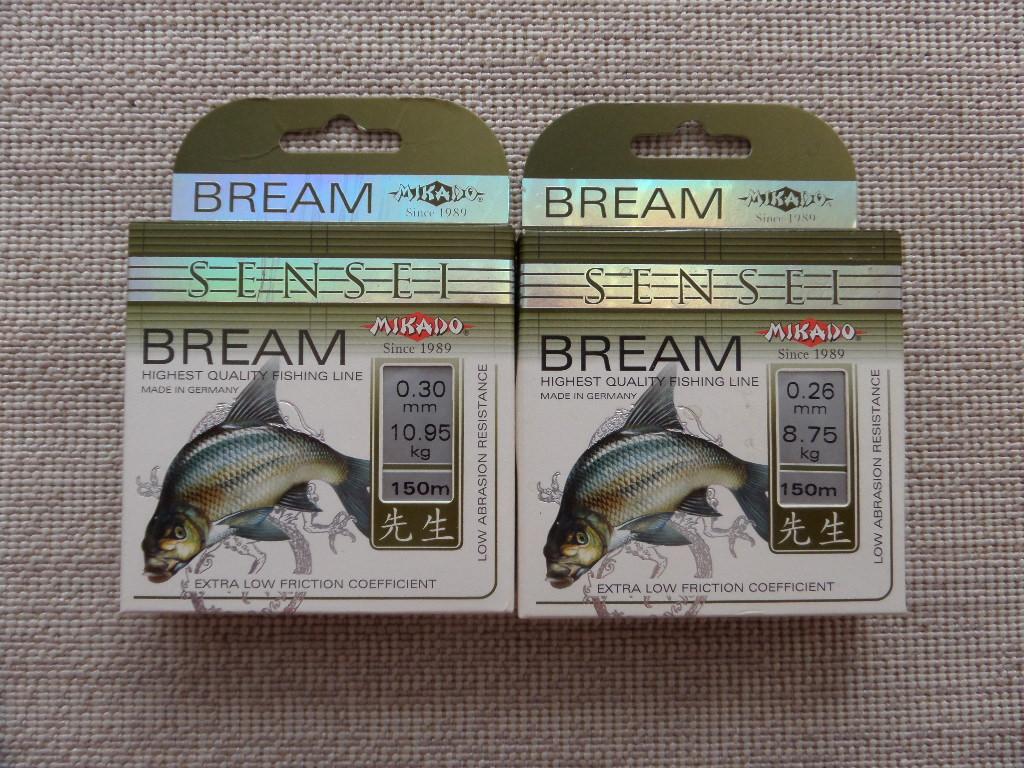 BREAM
MIKADO®
Since 1989
SENSEI
BREAM
MIKADO®
Since 1989
HIGHEST QUALITY FISHING LINE
MADE IN GERMANY
0.30
mm
10.95
kg
150m
先生
LOW ABRASION RESISTANCE
EXTRA LOW FRICTION COEFFICIENT
BREAM
MIKADO
Since 1989
SENSEI
BREAM
MIKADO®
Since 1989
HIGHEST QUALITY FISHING LINE
MADE IN GERMANY
0.26
mm
8.75
kg
150m
先生
LOW ABRASION RESISTANCE
EXTRA LOW FRICTION COEFFICIENT